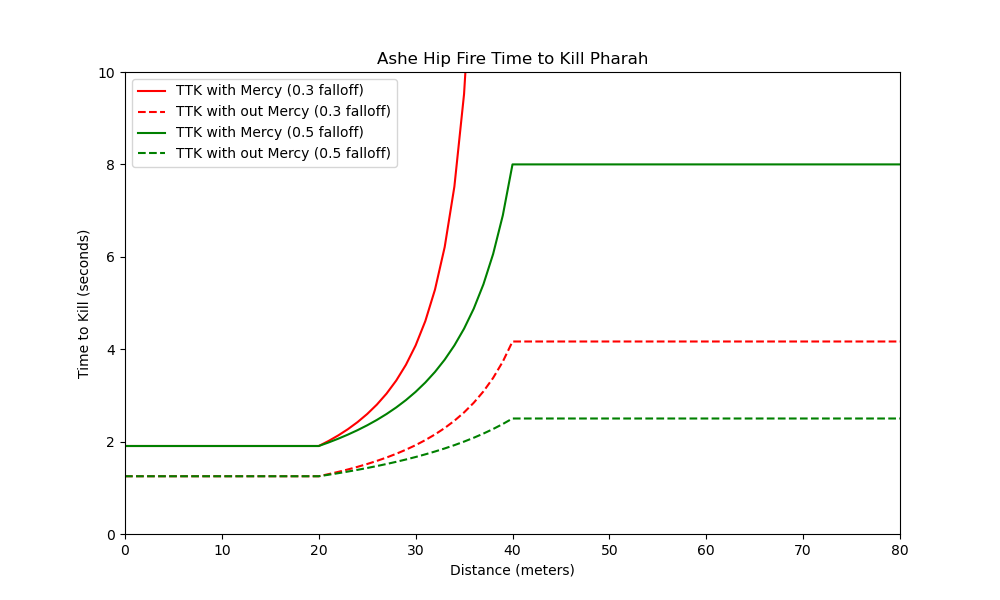 Ashe Hip Fire Time to Kill Pharah
TTK with Mercy (0.3 falloff)
TTK with out Mercy (0.3 falloff)
TTK with Mercy (0.5 falloff)
TTK with out Mercy (0.5 falloff)
Time to Kill (seconds)
10
8
6
4
2
0
0 10 20 30 40 50 60 70 80
Distance (meters)